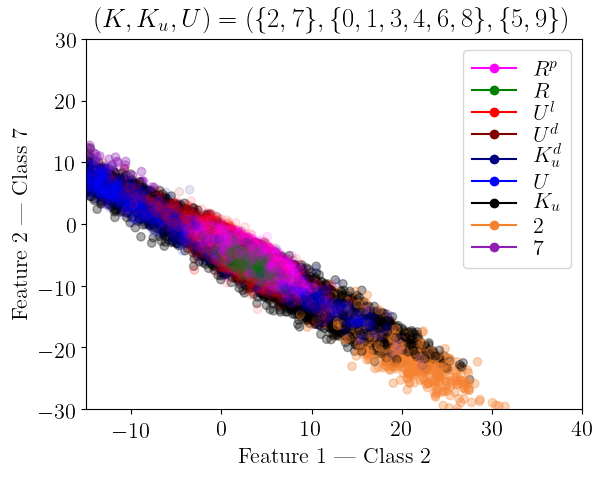 (K, K_u, U) = ({2, 7}, {0, 1, 3, 4, 6, 8}, {5, 9})
30
20
10
0
−10
−20
−30
Feature 2 — Class 7
R^p
R
U^l
U^d
K_u^d
U
K_u
2
7
−10
0
10
20
30
40
Feature 1 — Class 2